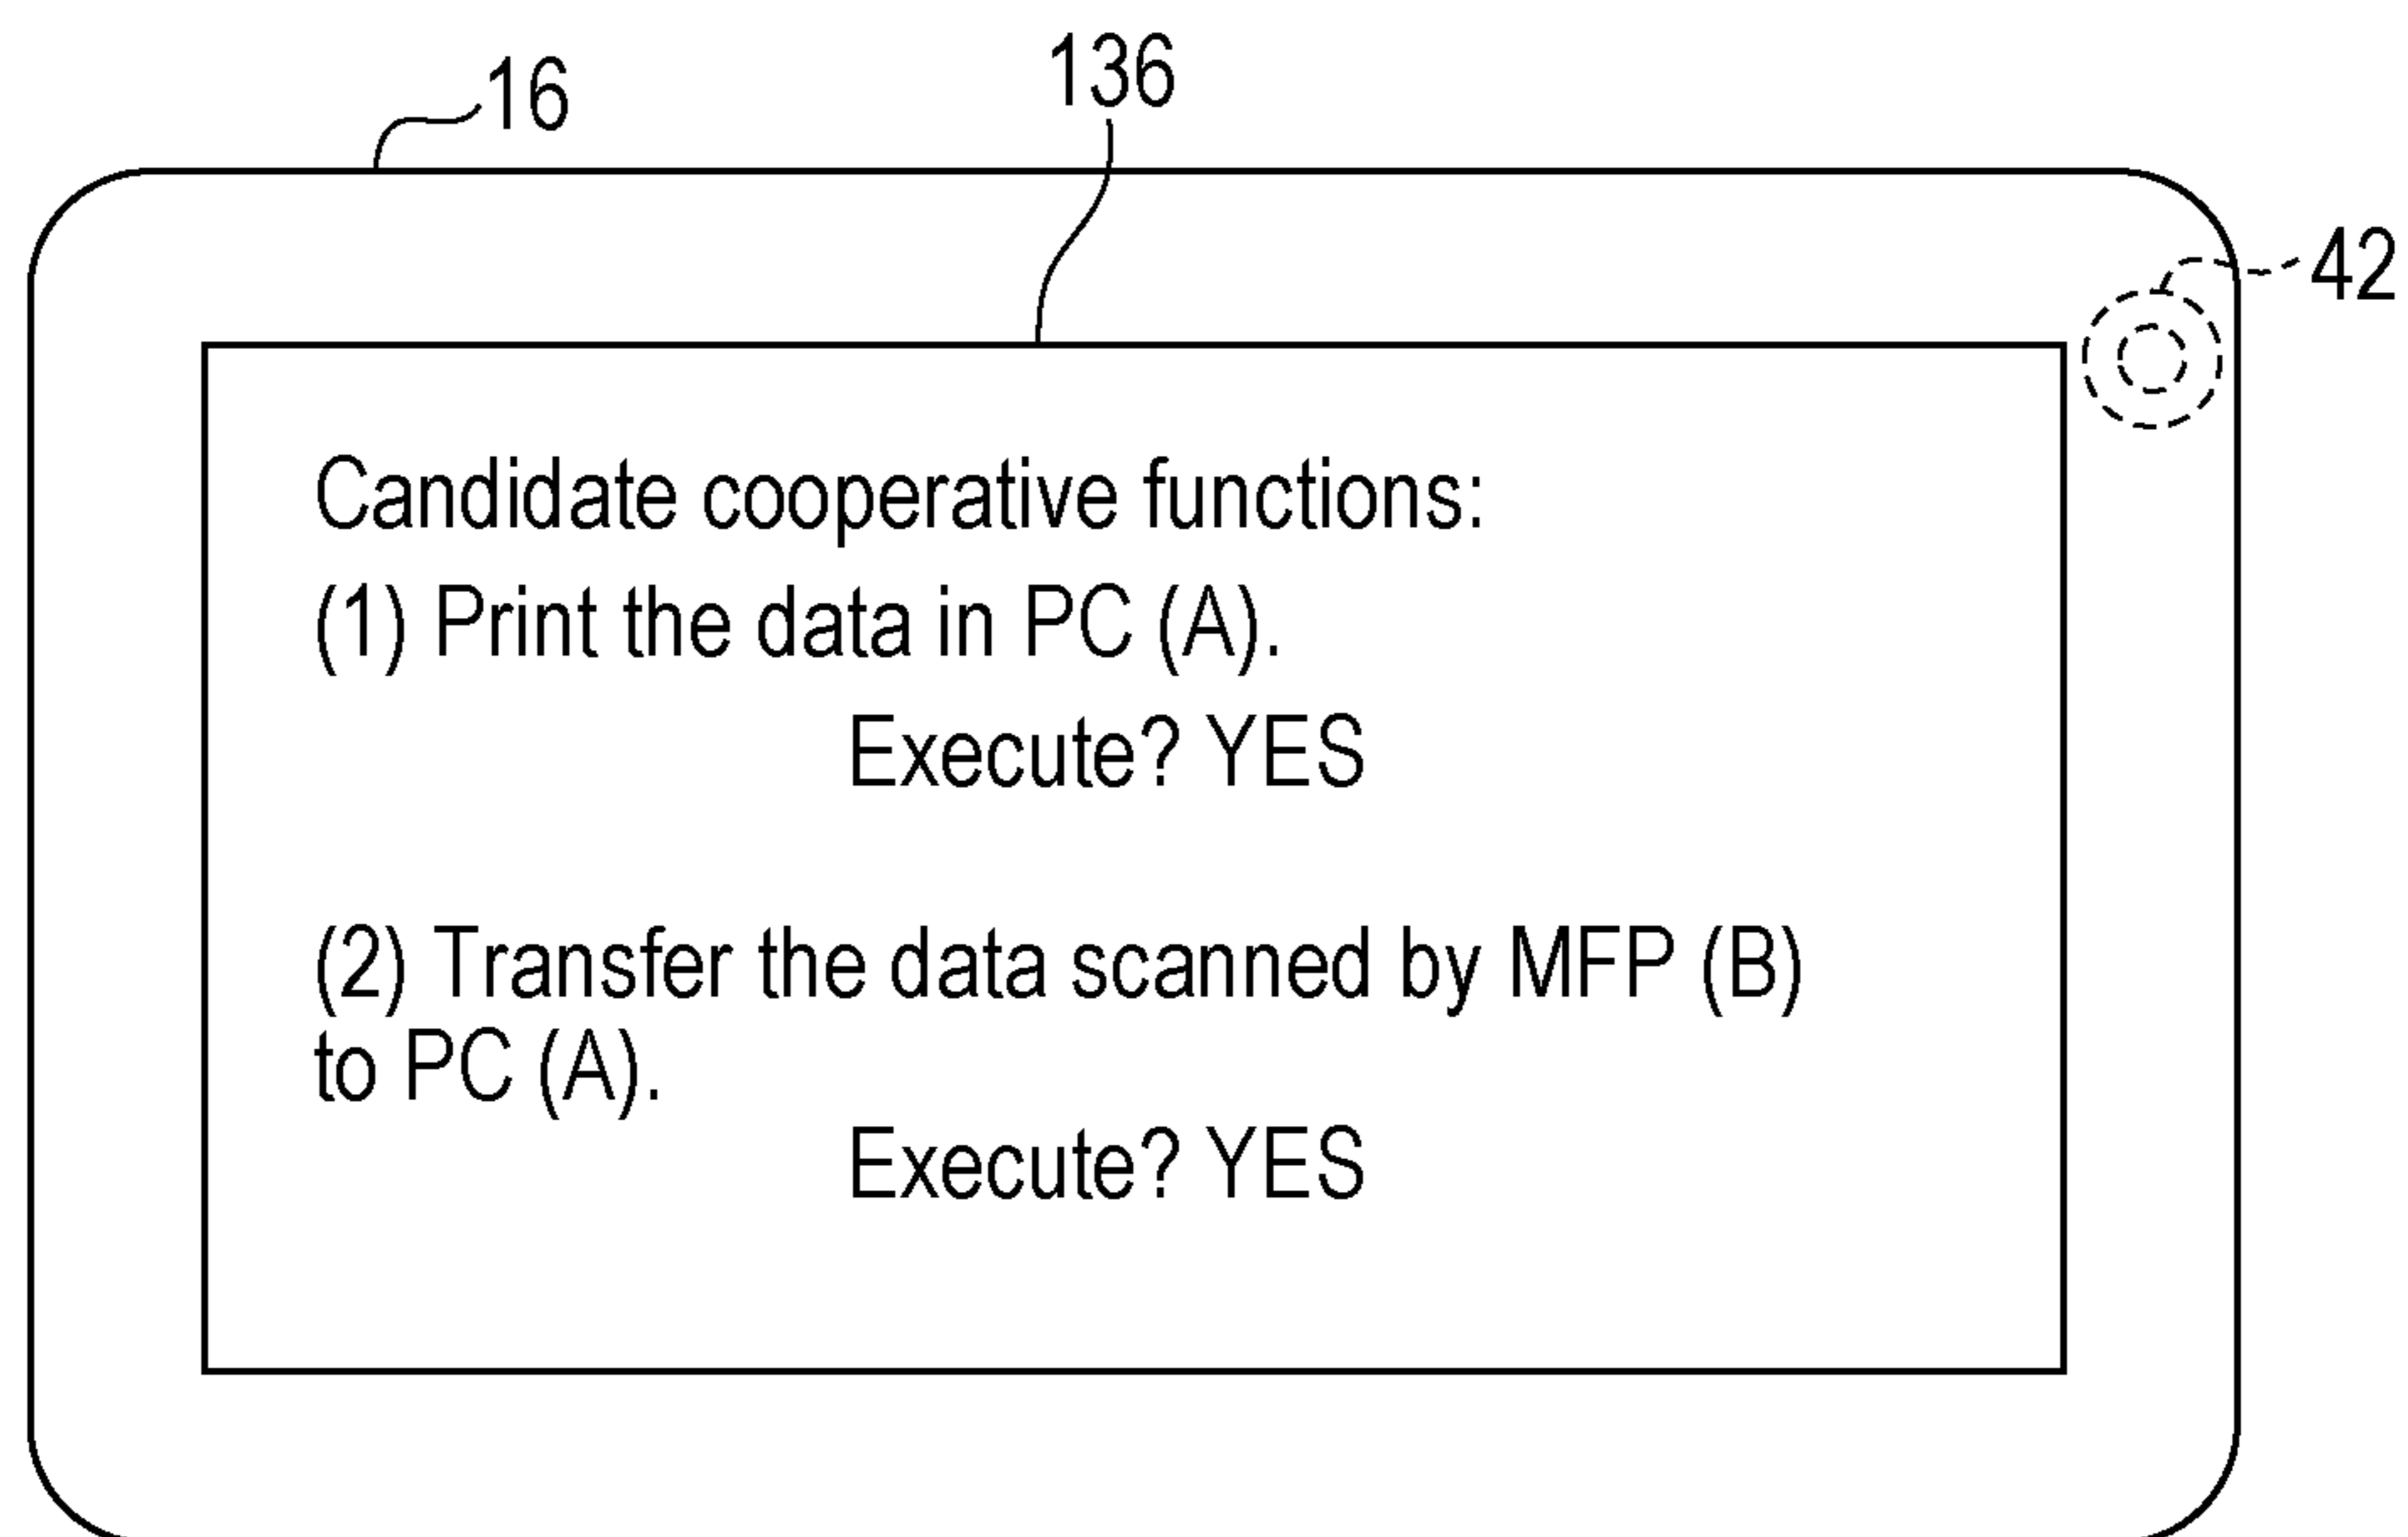 16
136
42
Candidate cooperative functions:
(1) Print the data in PC (A).
Execute? YES
(2) Transfer the data scanned by MFP (B)
to PC (A).
Execute? YES